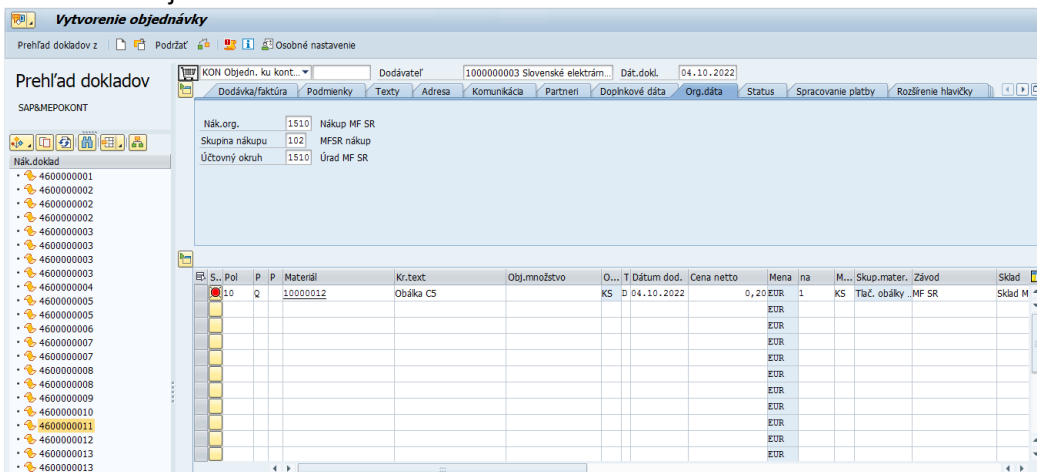 Vytvorenie objednávky
Prehľad dokladov z Podržať Osobné nastavenie
Prehľad dokladov
SAP&MEPOKONT
Nák.doklad
4600000001
4600000002
4600000002
4600000002
4600000003
4600000003
4600000003
4600000003
4600000004
4600000005
4600000005
4600000006
4600000007
4600000007
4600000008
4600000008
4600000009
4600000010
4600000011
4600000012
4600000013
4600000013
KON Objedn. ku kont... Dodávateľ 1000000003 Slovenské elektrárn... Dát.dokl. 04.10.2022
Dodávka/faktúra Podmienky Texty Adresa Komunikácia Partneri Doplnkové dáta Org.dáta Status Spracovanie platby Rozšírenie hlavičky
Nák.org. 1510 Nákup MF SR
Skupina nákupu 102 MFSR nákup
Účtovný okruh 1510 Úrad MF SR
S.. Pol P P Materiál Kr.text Obj.množstvo O... T Dátum dod. Cena netto Mena na M... Skup.mater. Závod Sklad
10 Q 10000012 Obálka C5 KS D 04.10.2022 0,20 EUR 1 KS Tlač. obálky .. MF SR Sklad M
EUR
EUR
EUR
EUR
EUR
EUR
EUR
EUR
EUR
EUR